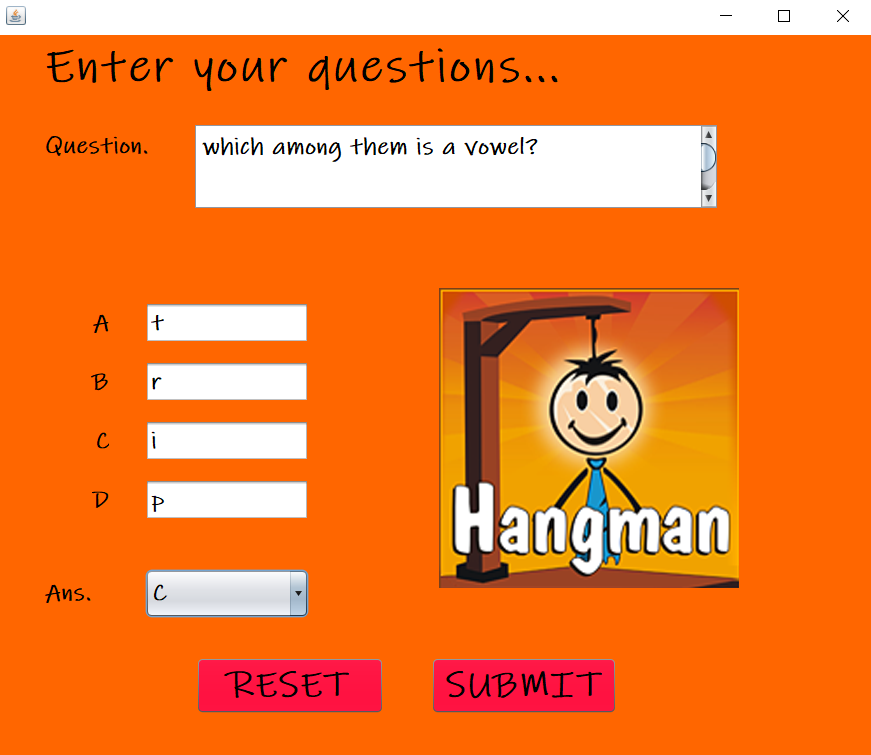 Enter your questions...
Question.
which among them is a vowel?
A
t
B
r
C
i
D
p
Hangman
Ans.
C
RESET
SUBMIT